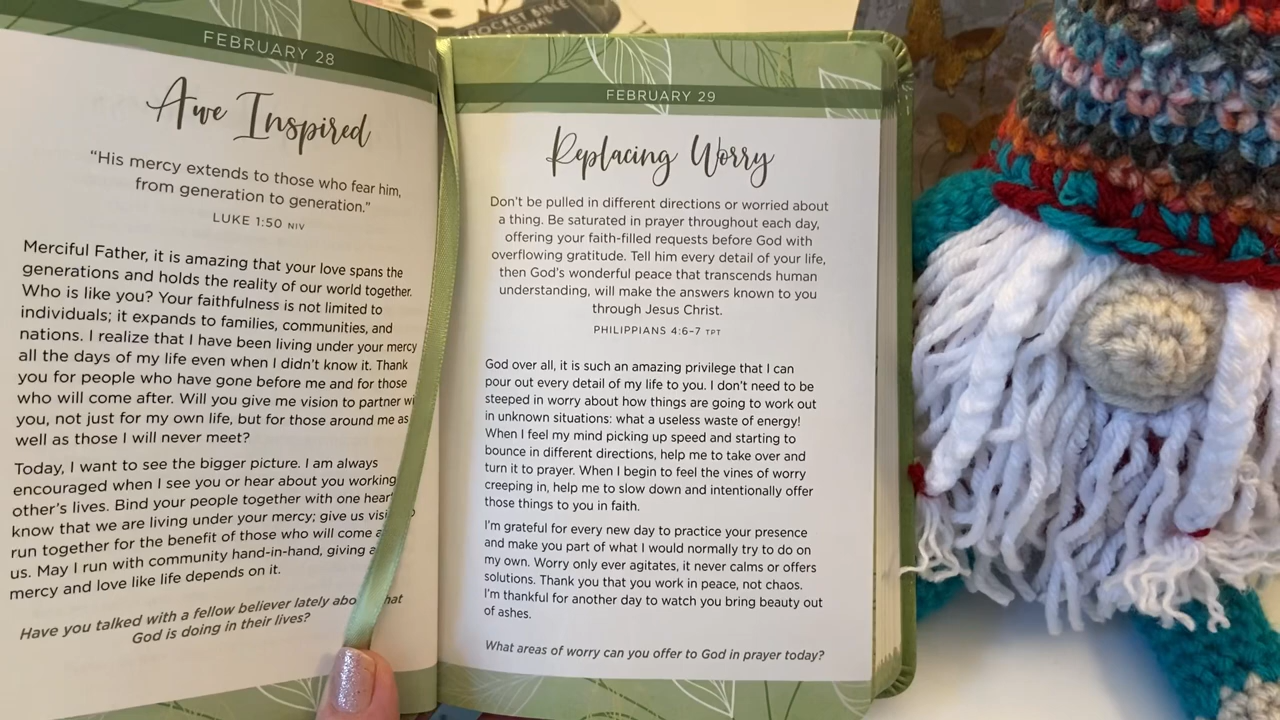 POCKET BIBLE
JOURNAL
FEBRUARY 28
Awe Inspired
“His mercy extends to those who fear him,
from generation to generation.”
LUKE 1:50 NIV
Merciful Father, it is amazing that your love spans the
generations and holds the reality of our world together.
Who is like you? Your faithfulness is not limited to
individuals; it expands to families, communities, and
nations. I realize that I have been living under your mercy
all the days of my life even when I didn’t know it. Thank
you for people who have gone before me and for those
who will come after. Will you give me vision to partner wi
you, not just for my own life, but for those around me as
well as those I will never meet?
Today, I want to see the bigger picture. I am always
encouraged when I see you or hear about you working
other’s lives. Bind your people together with one hear
know that we are living under your mercy; give us visi
run together for the benefit of those who will come a
us. May I run with community hand-in-hand, giving a
mercy and love like life depends on it.
Have you talked with a fellow believer lately abo hat
God is doing in their lives?
FEBRUARY 29
Replacing Worry
Don’t be pulled in different directions or worried about
a thing. Be saturated in prayer throughout each day,
offering your faith-filled requests before God with
overflowing gratitude. Tell him every detail of your life,
then God’s wonderful peace that transcends human
understanding, will make the answers known to you
through Jesus Christ.
PHILIPPIANS 4:6-7 TPT
God over all, it is such an amazing privilege that I can
pour out every detail of my life to you. I don’t need to be
steeped in worry about how things are going to work out
in unknown situations: what a useless waste of energy!
When I feel my mind picking up speed and starting to
bounce in different directions, help me to take over and
turn it to prayer. When I begin to feel the vines of worry
creeping in, help me to slow down and intentionally offer
those things to you in faith.
I’m grateful for every new day to practice your presence
and make you part of what I would normally try to do on
my own. Worry only ever agitates, it never calms or offers
solutions. Thank you that you work in peace, not chaos.
I’m thankful for another day to watch you bring beauty out
of ashes.
What areas of worry can you offer to God in prayer today?